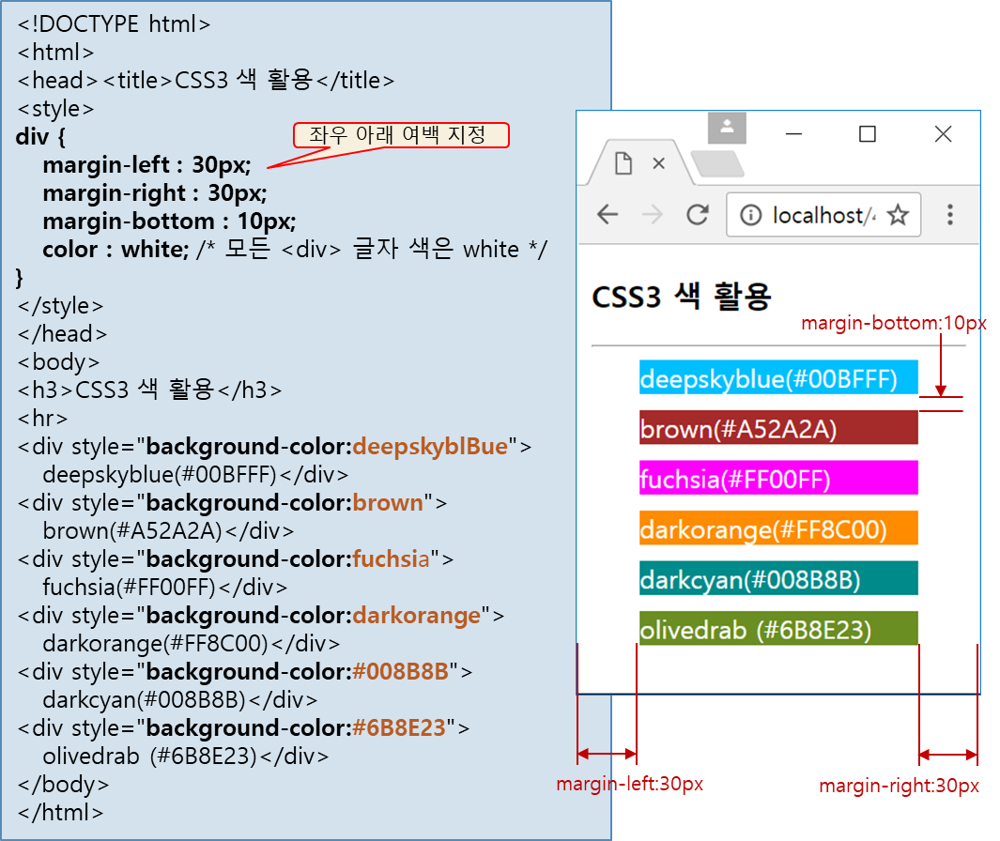 <!DOCTYPE html>
<html>
<head><title>CSS3 색 활용</title>
<style>
div {
좌우 아래 여백 지정
margin-left : 30px;
margin-right : 30px;
margin-bottom : 10px;
color : white; /* 모든 <div> 글자 색은 white */
}
</style>
</head>
<body>
<h3>CSS3 색 활용</h3>
<hr>
<div style="background-color:deepskyblBue">
deepskyblue(#00BFFF)</div>
<div style="background-color:brown">
brown(#A52A2A)</div>
<div style="background-color:fuchsia">
fuchsia(#FF00FF)</div>
<div style="background-color:darkorange">
darkorange(#FF8C00)</div>
<div style="background-color:#008B8B">
darkcyan(#008B8B)</div>
<div style="background-color:#6B8E23">
olivedrab (#6B8E23)</div>
</body>
</html>
localhost/
CSS3 색 활용
margin-bottom:10px
deepskyblue(#00BFFF)
brown(#A52A2A)
fuchsia(#FF00FF)
darkorange(#FF8C00)
darkcyan(#008B8B)
olivedrab (#6B8E23)
margin-left:30px
margin-right:30px